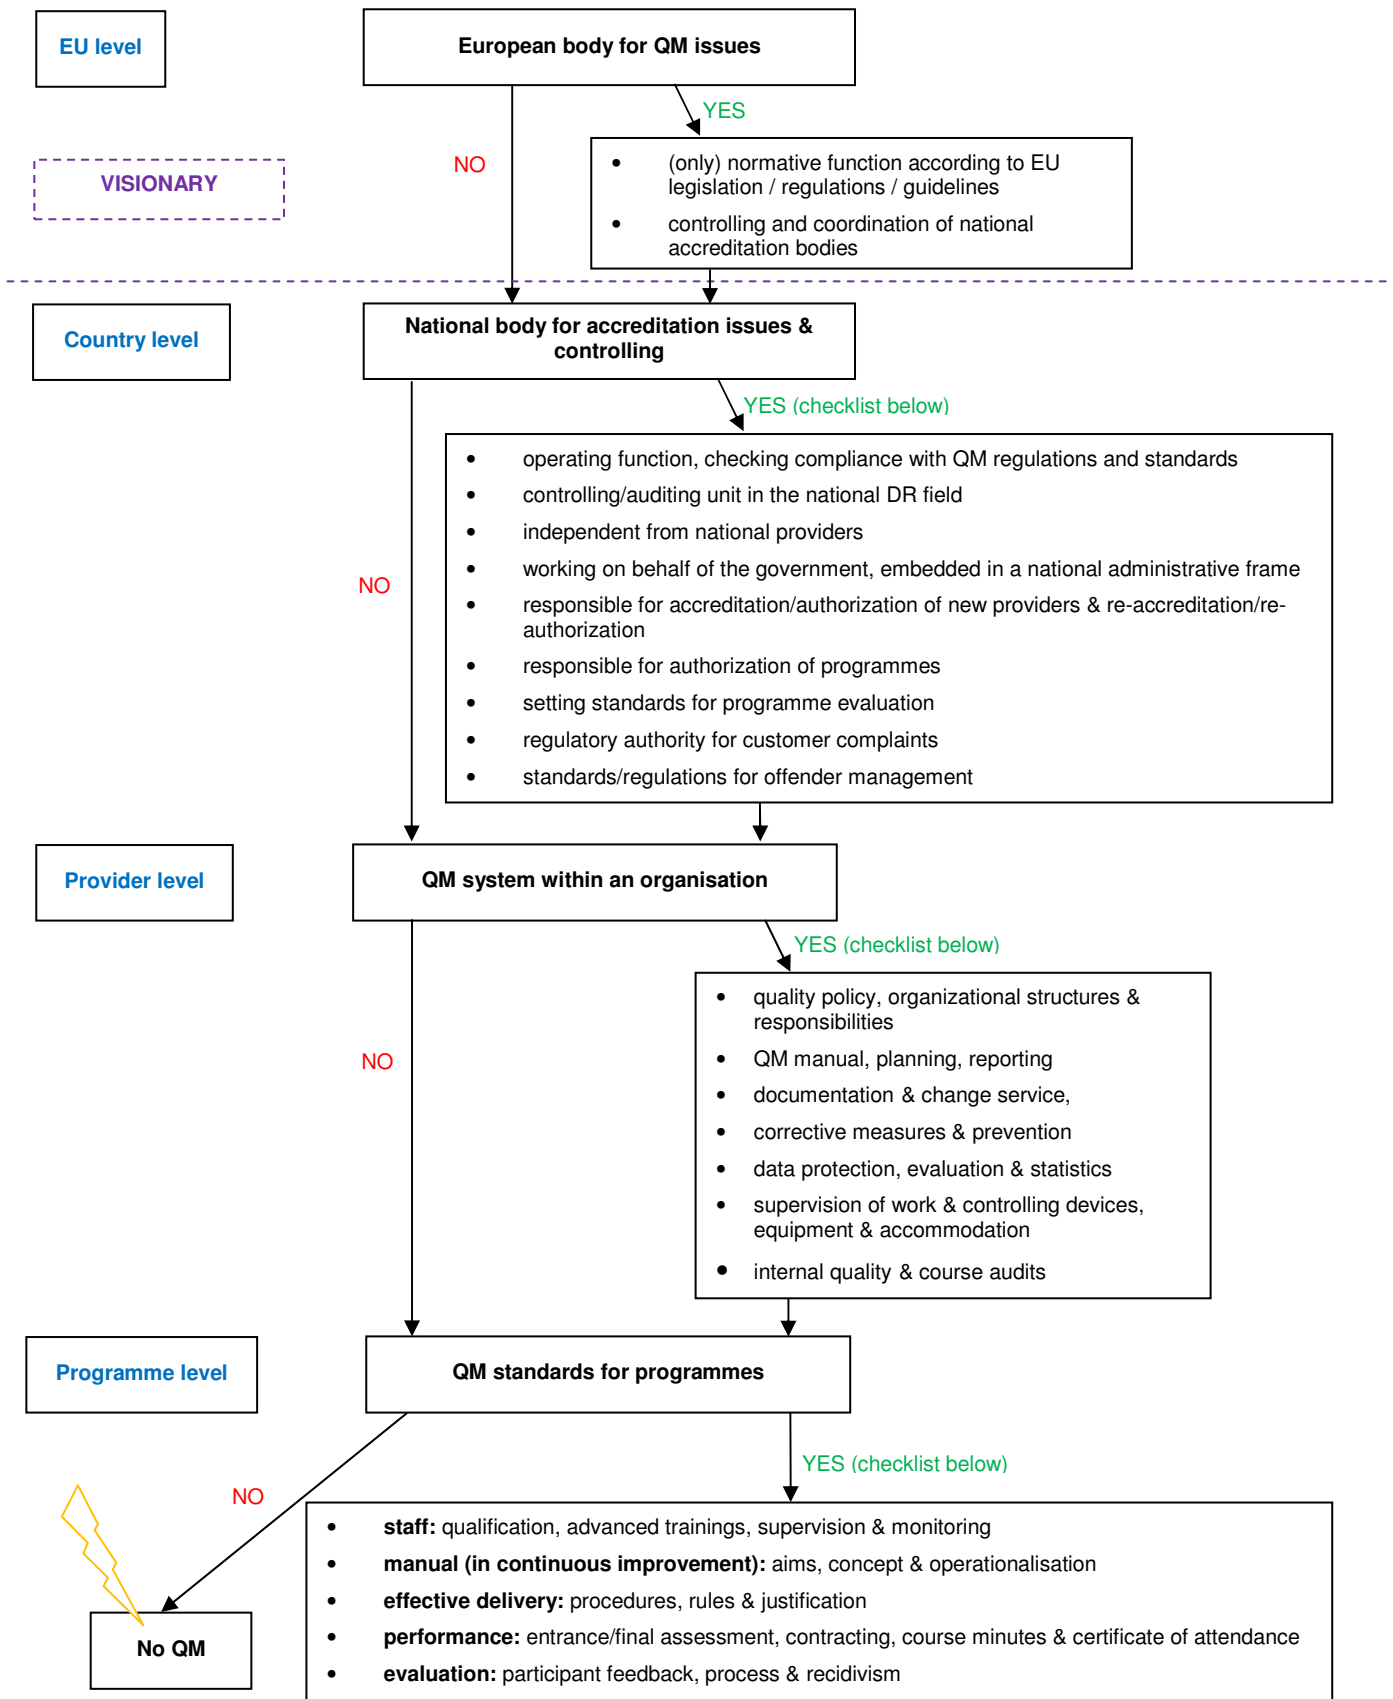 EU level
European body for QM issues
YES
NO
VISIONARY
• (only) normative function according to EU
legislation / regulations / guidelines
• controlling and coordination of national
accreditation bodies
Country level
National body for accreditation issues &
controlling
YES (checklist below)
NO
• operating function, checking compliance with QM regulations and standards
• controlling/auditing unit in the national DR field
• independent from national providers
• working on behalf of the government, embedded in a national administrative frame
• responsible for accreditation/authorization of new providers & re-accreditation/re-
authorization
• responsible for authorization of programmes
• setting standards for programme evaluation
• regulatory authority for customer complaints
• standards/regulations for offender management
Provider level
QM system within an organisation
YES (checklist below)
NO
• quality policy, organizational structures &
responsibilities
• QM manual, planning, reporting
• documentation & change service,
• corrective measures & prevention
• data protection, evaluation & statistics
• supervision of work & controlling devices,
equipment & accommodation
• internal quality & course audits
Programme level
QM standards for programmes
YES (checklist below)
NO
No QM
• staff: qualification, advanced trainings, supervision & monitoring
• manual (in continuous improvement): aims, concept & operationalisation
• effective delivery: procedures, rules & justification
• performance: entrance/final assessment, contracting, course minutes & certificate of attendance
• evaluation: participant feedback, process & recidivism